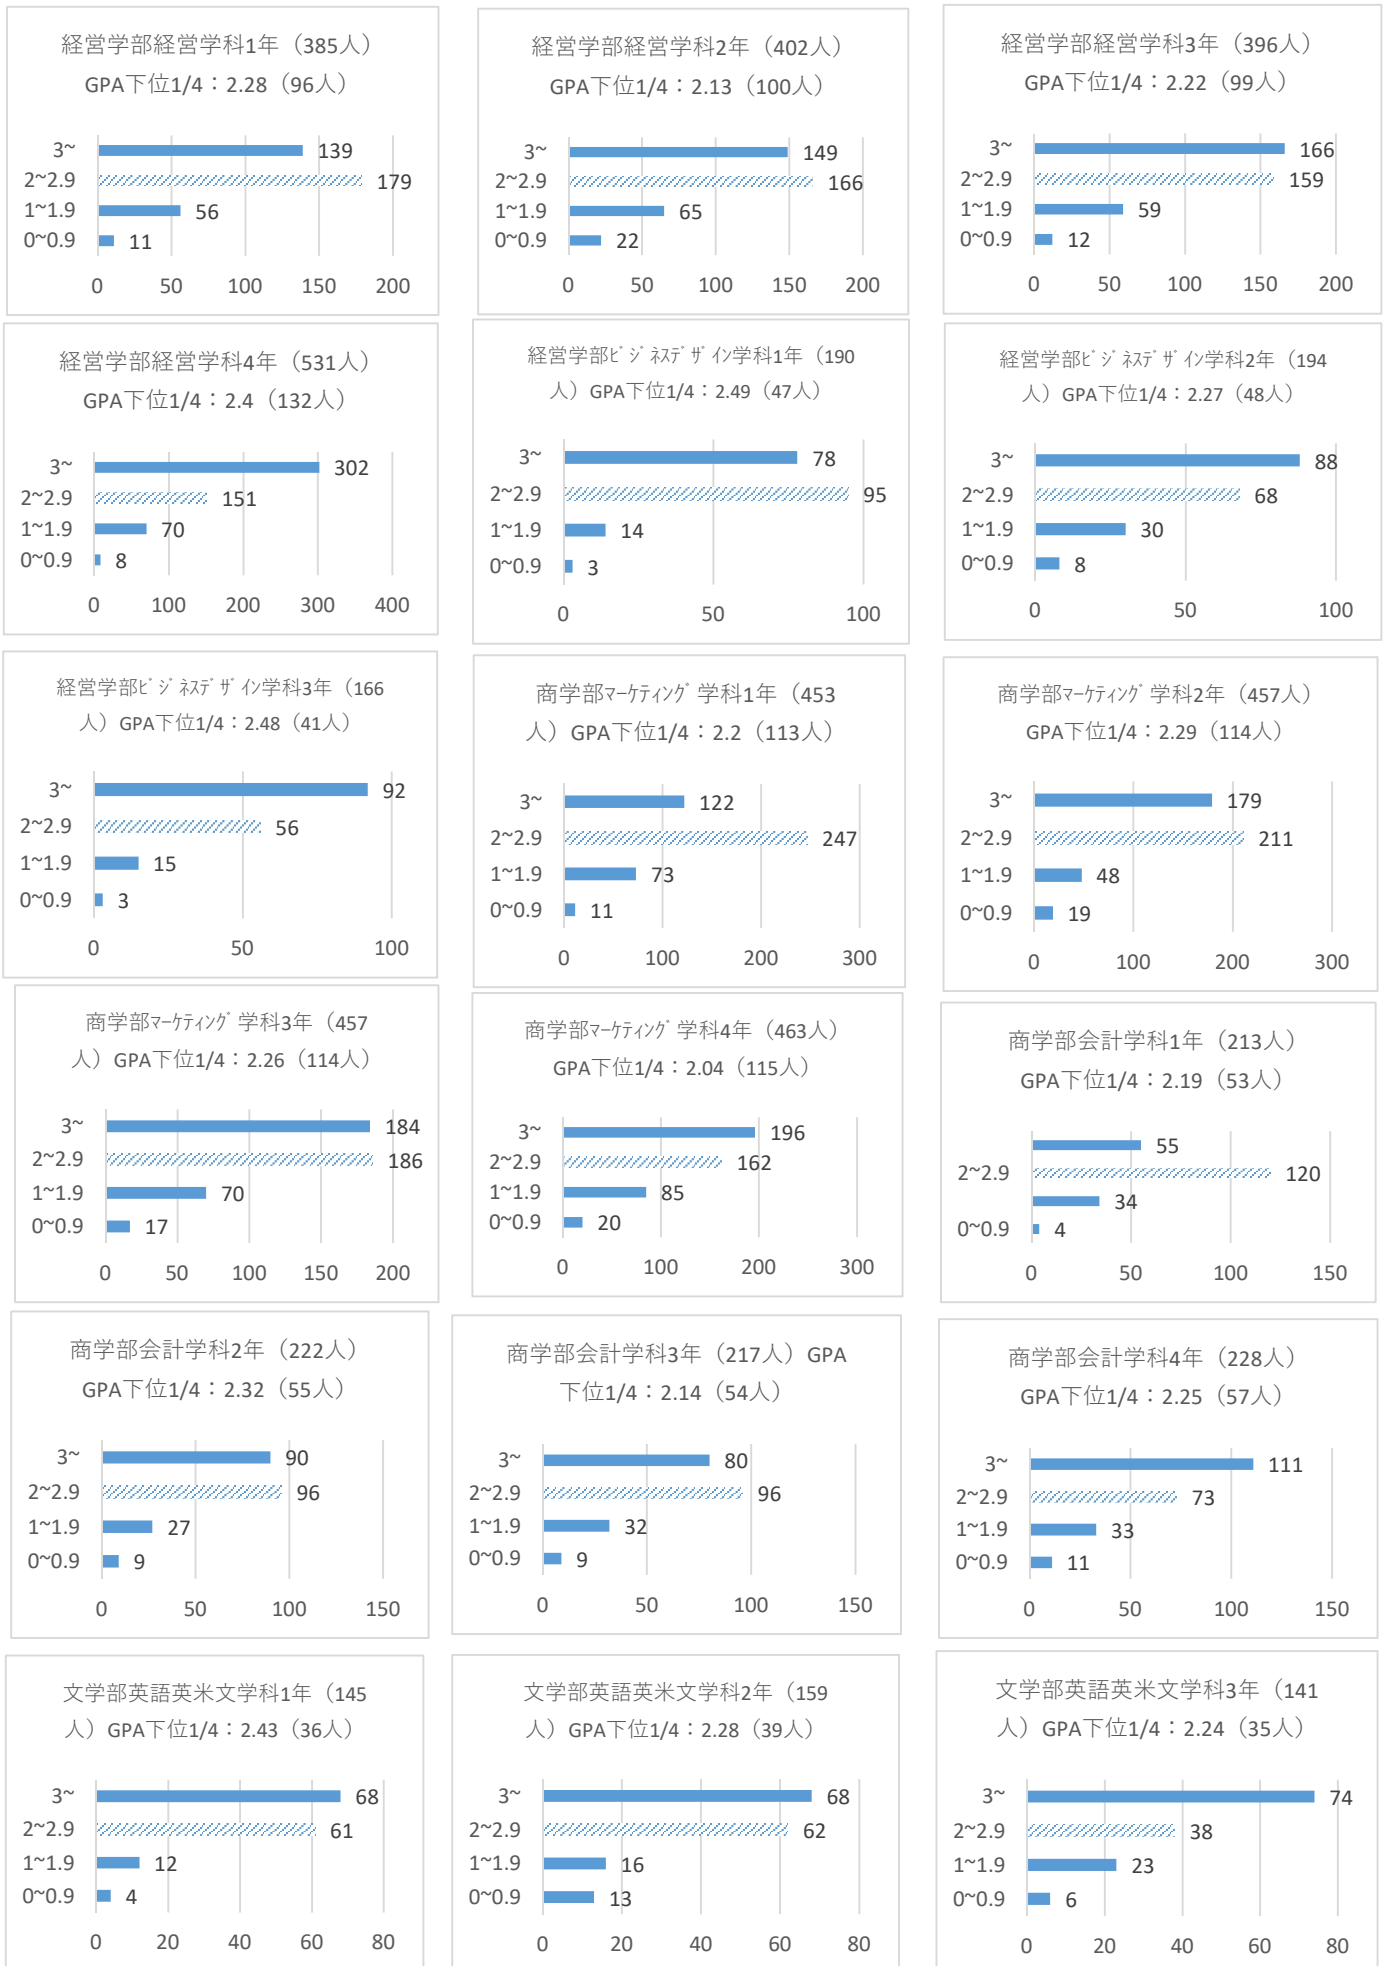 経営学部経営学科1年（385人）
GPA下位1/4：2.28（96人）
3~ 139
2~2.9 179
1~1.9 56
0~0.9 11
0 50 100 150 200
経営学部経営学科2年（402人）
GPA下位1/4：2.13（100人）
3~ 149
2~2.9 166
1~1.9 65
0~0.9 22
0 50 100 150 200
経営学部経営学科3年（396人）
GPA下位1/4：2.22（99人）
3~ 166
2~2.9 159
1~1.9 59
0~0.9 12
0 50 100 150 200
経営学部経営学科4年（531人）
GPA下位1/4：2.4（132人）
3~ 302
2~2.9 151
1~1.9 70
0~0.9 8
0 100 200 300 400
経営学部ﾋﾞｼﾞﾈｽﾃﾞｻﾞｲﾝ学科1年（190
人）GPA下位1/4：2.49（47人）
3~ 78
2~2.9 95
1~1.9 14
0~0.9 3
0 50 100
経営学部ﾋﾞｼﾞﾈｽﾃﾞｻﾞｲﾝ学科2年（194
人）GPA下位1/4：2.27（48人）
3~ 88
2~2.9 68
1~1.9 30
0~0.9 8
0 50 100
経営学部ﾋﾞｼﾞﾈｽﾃﾞｻﾞｲﾝ学科3年（166
人）GPA下位1/4：2.48（41人）
3~ 92
2~2.9 56
1~1.9 15
0~0.9 3
0 50 100
商学部ﾏｰｹﾃｨﾝｸﾞ学科1年（453
人）GPA下位1/4：2.2（113人）
3~ 122
2~2.9 247
1~1.9 73
0~0.9 11
0 100 200 300
商学部ﾏｰｹﾃｨﾝｸﾞ学科2年（457人）
GPA下位1/4：2.29（114人）
3~ 179
2~2.9 211
1~1.9 48
0~0.9 19
0 100 200 300
商学部ﾏｰｹﾃｨﾝｸﾞ学科3年（457
人）GPA下位1/4：2.26（114人）
3~ 184
2~2.9 186
1~1.9 70
0~0.9 17
0 50 100 150 200
商学部ﾏｰｹﾃｨﾝｸﾞ学科4年（463人）
GPA下位1/4：2.04（115人）
3~ 196
2~2.9 162
1~1.9 85
0~0.9 20
0 100 200 300
商学部会計学科1年（213人）
GPA下位1/4：2.19（53人）
55
2~2.9 120
34
0~0.9 4
0 50 100 150
商学部会計学科2年（222人）
GPA下位1/4：2.32（55人）
3~ 90
2~2.9 96
1~1.9 27
0~0.9 9
0 50 100 150
商学部会計学科3年（217人）GPA
下位1/4：2.14（54人）
3~ 80
2~2.9 96
1~1.9 32
0~0.9 9
0 50 100 150
商学部会計学科4年（228人）
GPA下位1/4：2.25（57人）
3~ 111
2~2.9 73
1~1.9 33
0~0.9 11
0 50 100 150
文学部英語英米文学科1年（145
人）GPA下位1/4：2.43（36人）
3~ 68
2~2.9 61
1~1.9 12
0~0.9 4
0 20 40 60 80
文学部英語英米文学科2年（159
人）GPA下位1/4：2.28（39人）
3~ 68
2~2.9 62
1~1.9 16
0~0.9 13
0 20 40 60 80
文学部英語英米文学科3年（141
人）GPA下位1/4：2.24（35人）
3~ 74
2~2.9 38
1~1.9 23
0~0.9 6
0 20 40 60 80